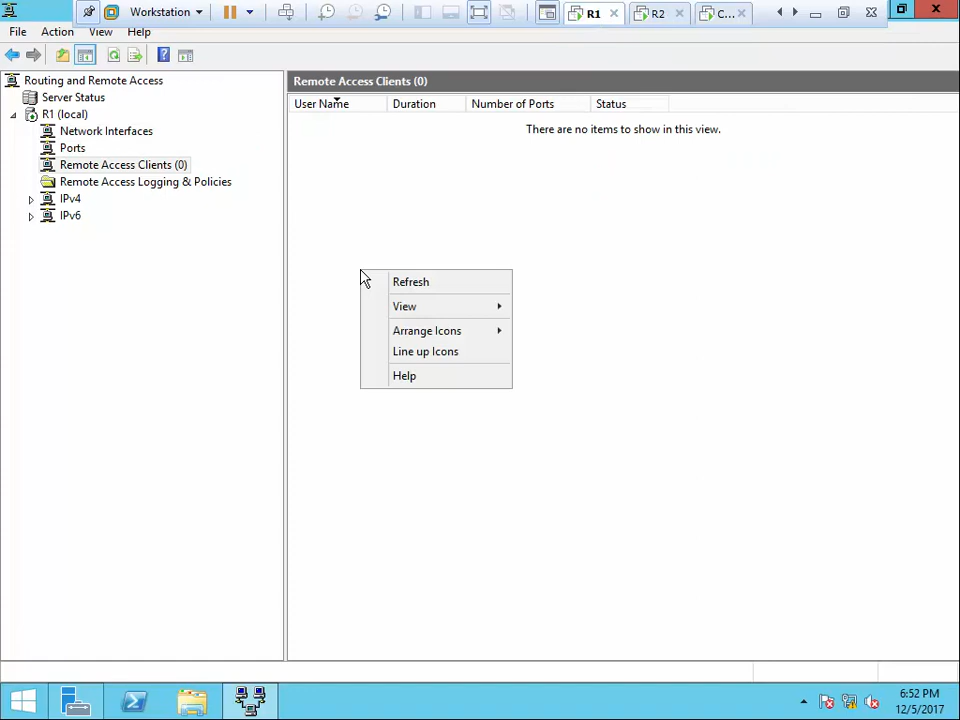 Workstation
R1
R2
C...
File Action View Help
Routing and Remote Access
Server Status
R1 (local)
Network Interfaces
Ports
Remote Access Clients (0)
Remote Access Logging & Policies
IPv4
IPv6
Remote Access Clients (0)
User Name Duration Number of Ports Status
There are no items to show in this view.
Refresh
View
Arrange Icons
Line up Icons
Help
6:52 PM
12/5/2017